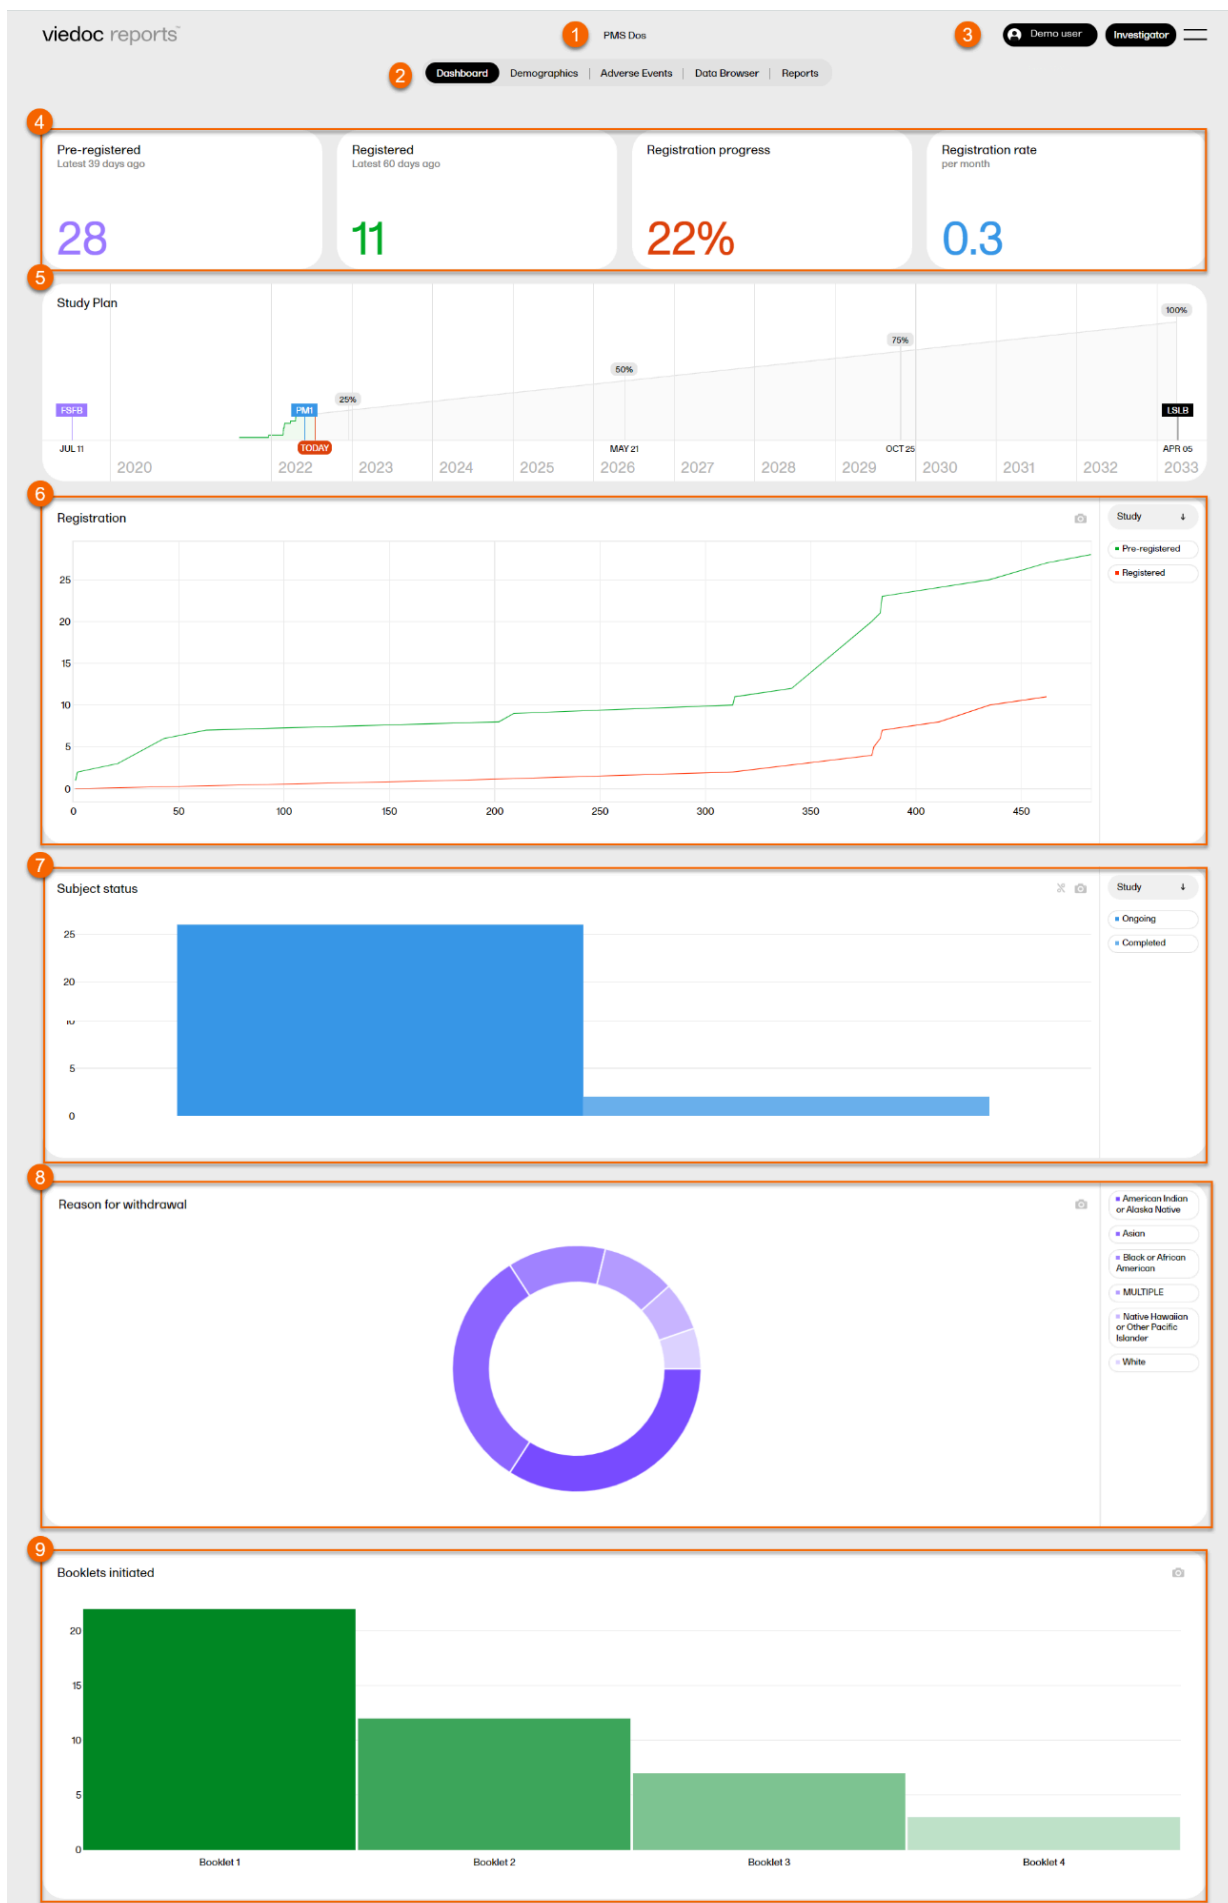 viedoc reports™
1
PMS Dos
3
Demo user
Investigator
2
Dashboard
Demographics
Adverse Events
Data Browser
Reports
4
Pre-registered
Latest 39 days ago
28
Registered
Latest 60 days ago
11
Registration progress
22%
Registration rate
per month
0.3
5
Study Plan
100%
75%
50%
25%
FSFB
PM1
LSLB
JUL 11
TODAY
MAY 21
OCT 25
APR 05
2020
2022
2023
2024
2025
2026
2027
2028
2029
2030
2031
2032
2033
6
Registration
Study ↓
Pre-registered
Registered
25
20
15
10
5
0
0
50
100
150
200
250
300
350
400
450
7
Subject status
Study ↓
Ongoing
Completed
25
20
5
0
8
Reason for withdrawal
American Indian
or Alaska Native
Asian
Black or African
American
MULTIPLE
Native Hawaiian
or Other Pacific
Islander
White
9
Booklets initiated
20
15
10
5
0
Booklet 1
Booklet 2
Booklet 3
Booklet 4